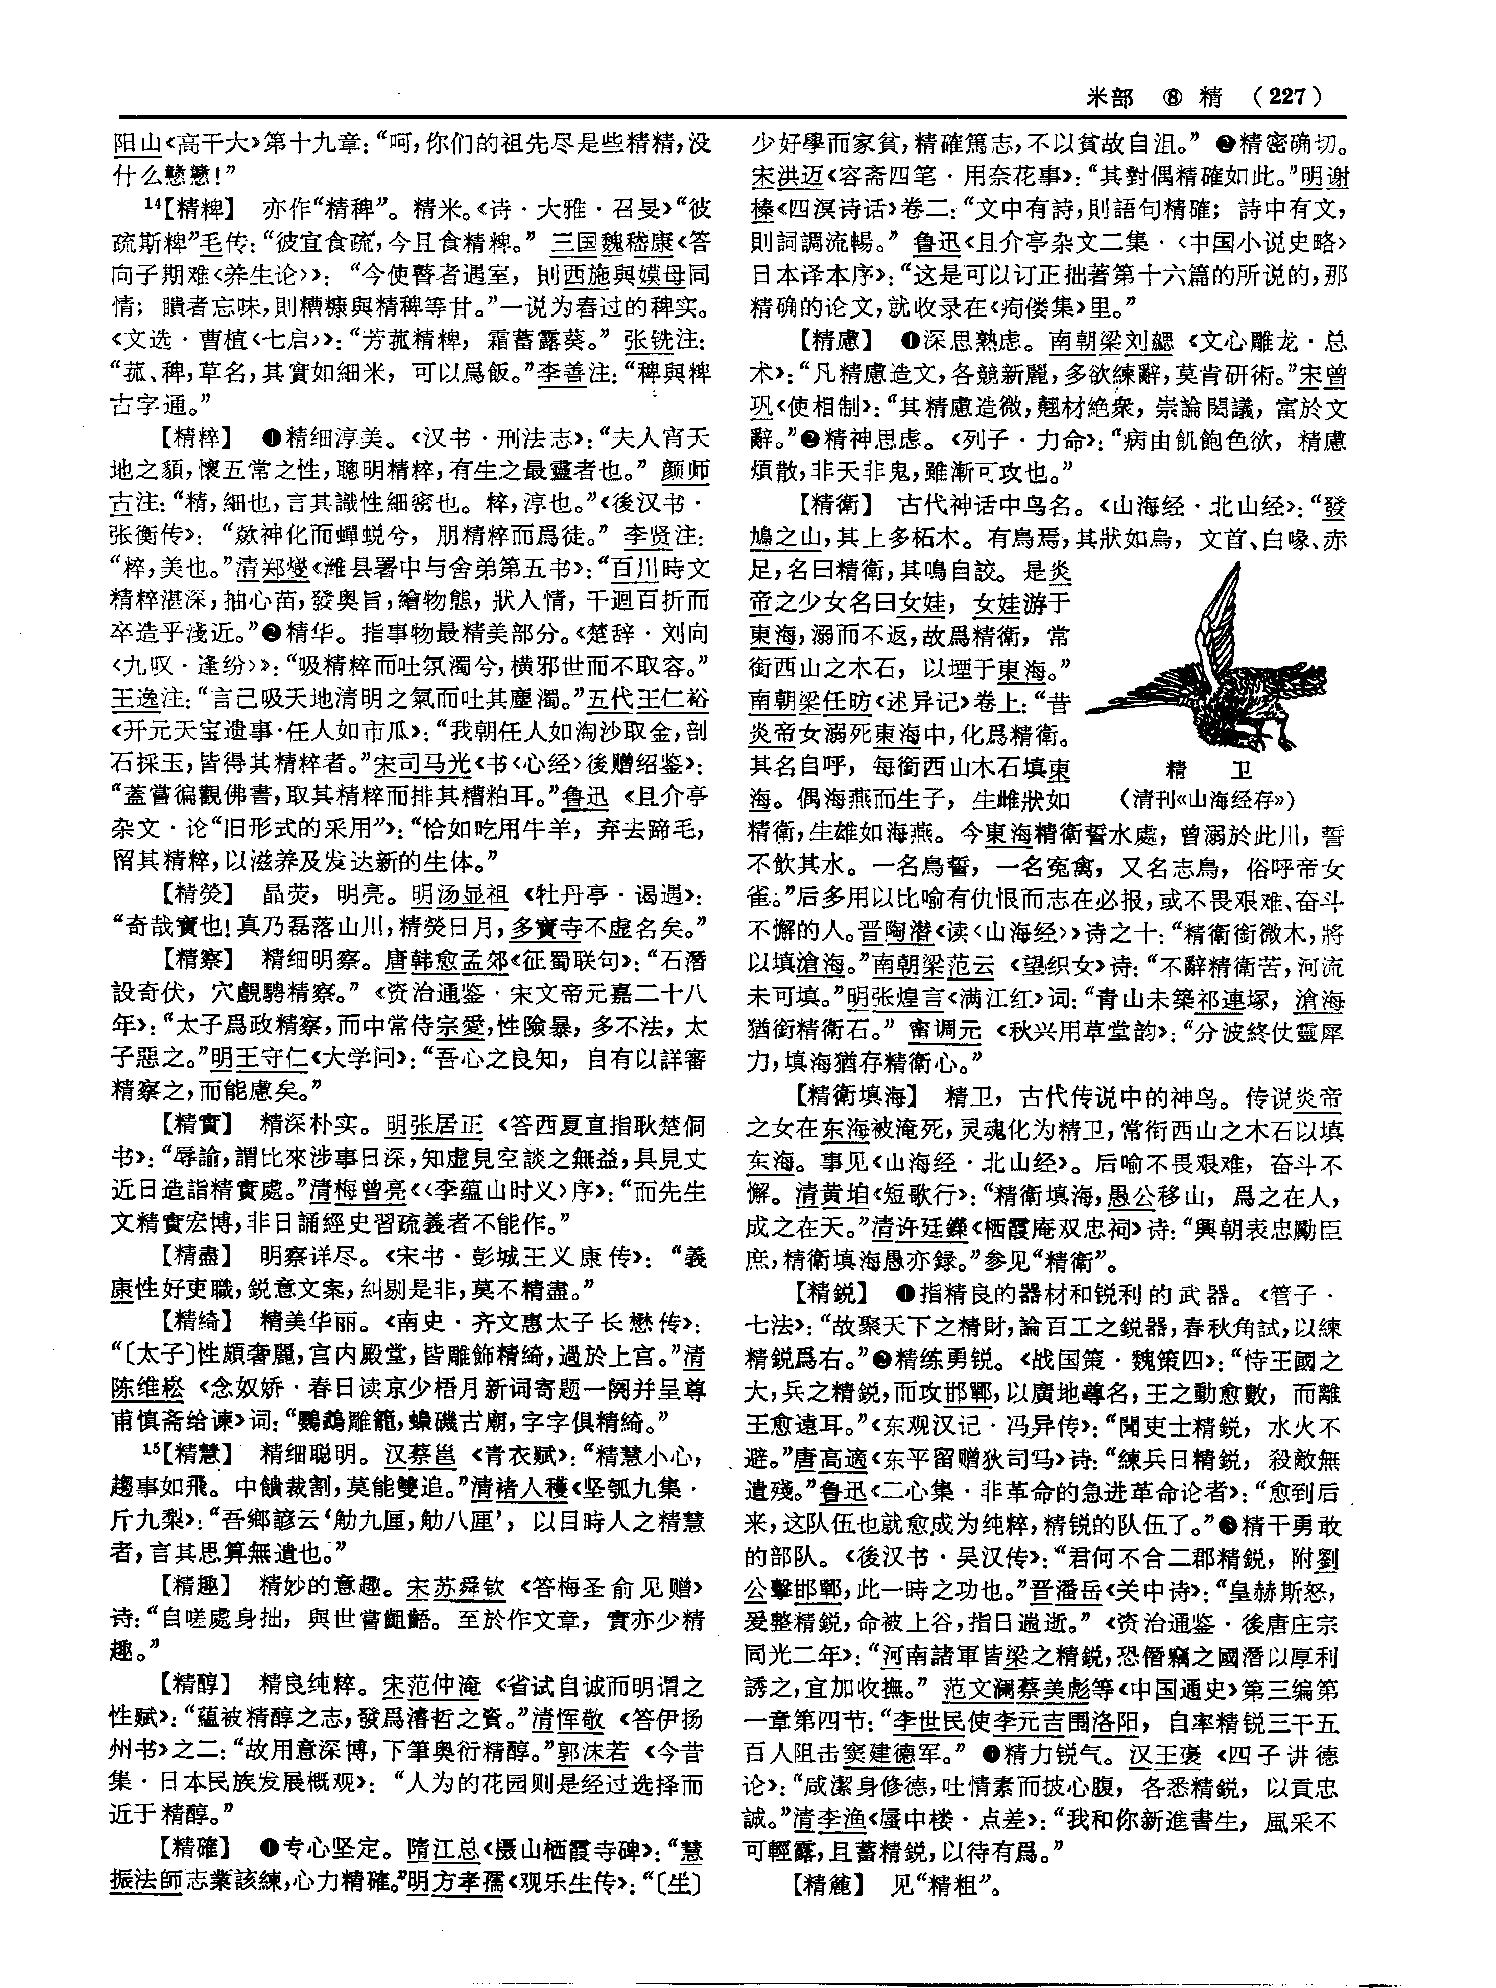 米部 ⑧ 精 （227）
阳山《高干大》第十九章：“呵，你们的祖先尽是些精精，没
什么戆戆！”
14【精粺】 亦作“精稗”。精米。《诗·大雅·召旻》“彼
疏斯粺”毛传：“彼宜食疏，今且食精粺。” 三国魏嵇康《答
向子期难〈养生论〉》：“今使瞽者遇室，則西施與嫫母同
情；瞶者忘味，則糟糠與精稗等甘。”一说为舂过的稗实。
《文选·曹植〈七启〉》：“芳菰精稗，霜蓄露葵。” 张铣注：
“菰、稗，草名，其實如細米，可以爲飯。”李善注：“稗與粺
古字通。”
【精粹】 ❶精细淳美。《汉书·刑法志》：“夫人宵天
地之䫉，懷五常之性，聰明精粹，有生之最靈者也。” 颜师
古注：“精，細也，言其識性細密也。粹，淳也。”《後汉书·
张衡传》：“欻神化而蟬蜕兮，朋精粹而爲徒。” 李贤注：
“粹，美也。”清郑燮《潍县署中与舍弟第五书》：“百川時文
精粹湛深，抽心苗，發奥旨，繪物態，狀人情，千迴百折而
卒造乎淺近。”❷精华。指事物最精美部分。《楚辞·刘向
〈九叹·逢纷〉》：“吸精粹而吐氛濁兮，横邪世而不取容。”
王逸注：“言己吸天地清明之氣而吐其塵濁。”五代王仁裕
《开元天宝遗事·任人如市瓜》：“我朝任人如淘沙取金，剖
石採玉，皆得其精粹者。”宋司马光《书〈心经〉後赠绍鉴》：
“蓋嘗徧觀佛書，取其精粹而排其糟粕耳。”鲁迅《且介亭
杂文·论“旧形式的采用”》：“恰如吃用牛羊，弃去蹄毛，
留其精粹，以滋养及发达新的生体。”
【精熒】 晶荧，明亮。明汤显祖《牡丹亭·谒遇》：
“奇哉寶也！真乃磊落山川，精熒日月，多寶寺不虚名矣。”
【精察】 精细明察。唐韩愈孟郊《征蜀联句》：“石潛
設奇伏，穴覰騁精察。”《资治通鉴·宋文帝元嘉二十八
年》：“太子爲政精察，而中常侍宗愛，性險暴，多不法，太
子惡之。”明王守仁《大学问》：“吾心之良知，自有以詳審
精察之，而能慮矣。”
【精實】 精深朴实。明张居正《答西夏直指耿楚侗
书》：“辱諭，謂比來涉事日深，知虚見空談之無益，具見丈
近日造詣精實處。”清梅曾亮《〈李蕴山时义〉序》：“而先生
文精實宏博，非日誦經史習疏義者不能作。”
【精盡】 明察详尽。《宋书·彭城王义康传》：“義
康性好吏職，鋭意文案，糾剔是非，莫不精盡。”
【精绮】 精美华丽。《南史·齐文惠太子长懋传》：
“〔太子〕性頗奢麗，宫内殿堂，皆雕飾精绮，過於上宫。”清
陈维崧《念奴娇·春日读京少梧月新词寄题一阕并呈尊
甫慎斋给谏》词：“鸚鵡雕籠，蟂磯古廟，字字俱精綺。”
15【精慧】 精细聪明。汉蔡邕《青衣赋》：“精慧小心，
趨事如飛。中饋裁割，莫能雙追。”清褚人穫《坚瓠九集·
斤九梨》：“吾鄉諺云‘觔九厘，觔八厘’，以目時人之精慧
者，言其思算無遺也。”
【精趣】 精妙的意趣。宋苏舜钦《答梅圣俞见赠》
诗：“自嗟處身拙，與世嘗齟齬。至於作文章，實亦少精
趣。”
【精醇】 精良纯粹。宋范仲淹《省试自诚而明谓之
性赋》：“藴被精醇之志，發爲濬哲之資。”清恽敬《答伊扬
州书》之二：“故用意深博，下筆奥衍精醇。”郭沫若《今昔
集·日本民族发展概观》：“人为的花园则是经过选择而
近于精醇。”
【精確】 ❶专心坚定。隋江总《摄山栖霞寺碑》：“慧
振法師志業該練，心力精確。”明方孝孺《观乐生传》：“〔生〕
少好學而家貧，精確篤志，不以貧故自沮。” ❷精密确切。
宋洪迈《容斋四笔·用奈花事》：“其對偶精確如此。”明谢
榛《四溟诗话》卷二：“文中有詩，則語句精確；詩中有文，
則詞調流暢。” 鲁迅《且介亭杂文二集·〈中国小说史略〉
日本译本序》：“这是可以订正拙著第十六篇的所说的，那
精确的论文，就收录在《痀偻集》里。”
【精慮】 ❶深思熟虑。南朝梁刘勰《文心雕龙·总
术》：“凡精慮造文，各競新麗，多欲練辭，莫肯研術。”宋曾
巩《使相制》：“其精慮造微，翹材絶衆，崇論閎議，富於文
辭。”❷精神思虑。《列子·力命》：“病由飢飽色欲，精慮
煩散，非天非鬼，雖漸可攻也。”
【精衛】 古代神话中鸟名。《山海经·北山经》：“發
鳩之山，其上多柘木。有鳥焉，其狀如烏，文首、白喙、赤
足，名曰精衛，其鳴自詨。是炎
帝之少女名曰女娃，女娃游于
東海，溺而不返，故爲精衛，常
銜西山之木石，以堙于東海。”
南朝梁任昉《述异记》卷上：“昔
炎帝女溺死東海中，化爲精衛。
其名自呼，每銜西山木石填東
海。偶海燕而生子，生雌狀如
精 卫
（清刊《山海经存》）
精衛，生雄如海燕。今東海精衛誓水處，曾溺於此川，誓
不飲其水。一名鳥誓，一名寃禽，又名志鳥，俗呼帝女
雀。”后多用以比喻有仇恨而志在必报，或不畏艰难、奋斗
不懈的人。晋陶潜《读〈山海经〉》诗之十：“精衛銜微木，將
以填滄海。”南朝梁范云《望织女》诗：“不辭精衛苦，河流
未可填。”明张煌言《满江红》词：“青山未築祁連塚，滄海
猶銜精衛石。” 甯调元《秋兴用草堂韵》：“分波終仗靈犀
力，填海猶存精衛心。”
【精衛填海】 精卫，古代传说中的神鸟。传说炎帝
之女在东海被淹死，灵魂化为精卫，常衔西山之木石以填
东海。事见《山海经·北山经》。后喻不畏艰难，奋斗不
懈。清黄垍《短歌行》：“精衛填海，愚公移山，爲之在人，
成之在天。”清许廷鑅《栖霞庵双忠祠》诗：“興朝表忠勵臣
庶，精衛填海愚亦録。”参见“精衛”。
【精鋭】 ❶指精良的器材和锐利的武器。《管子·
七法》：“故聚天下之精財，論百工之鋭器，春秋角試，以練
精鋭爲右。”❷精练勇锐。《战国策·魏策四》：“恃王國之
大，兵之精鋭，而攻邯鄲，以廣地尊名，王之動愈數，而離
王愈遠耳。”《东观汉记·冯异传》：“聞吏士精鋭，水火不
避。”唐高適《东平留赠狄司马》诗：“練兵日精鋭，殺敵無
遺殘。”鲁迅《二心集·非革命的急进革命论者》：“愈到后
来，这队伍也就愈成为纯粹，精锐的队伍了。”❸精干勇敢
的部队。《後汉书·吴汉传》：“君何不合二郡精鋭，附劉
公擊邯鄲，此一時之功也。”晋潘岳《关中诗》：“皇赫斯怒，
爰整精鋭，命彼上谷，指日遄逝。”《资治通鉴·後唐庄宗
同光二年》：“河南諸軍皆梁之精鋭，恐僭竊之國潛以厚利
誘之，宜加收撫。” 范文澜蔡美彪等《中国通史》第三编第
一章第四节：“李世民使李元吉围洛阳，自率精锐三千五
百人阻击窦建德军。” ❹精力锐气。汉王褒《四子讲德
论》：“咸潔身修德，吐情素而披心腹，各悉精鋭，以貢忠
誠。”清李渔《蜃中楼·点差》：“我和你新進書生，風采不
可輕露，且蓄精鋭，以待有爲。”
【精麄】 见“精粗”。